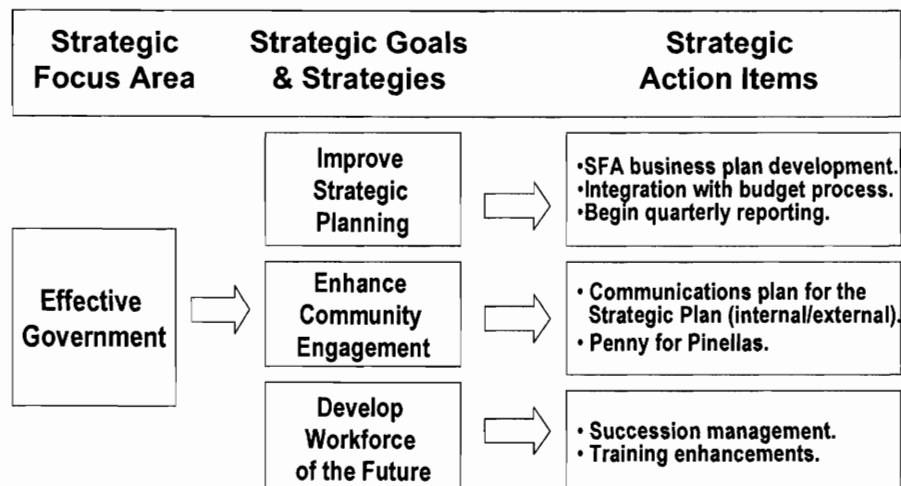 Strategic
Focus Area
Strategic Goals
& Strategies
Strategic
Action Items
Effective
Government
Improve
Strategic
Planning
•SFA business plan development.
•Integration with budget process.
•Begin quarterly reporting.
Enhance
Community
Engagement
• Communications plan for the
Strategic Plan (internal/external).
• Penny for Pinellas.
Develop
Workforce
of the Future
• Succession management.
• Training enhancements.